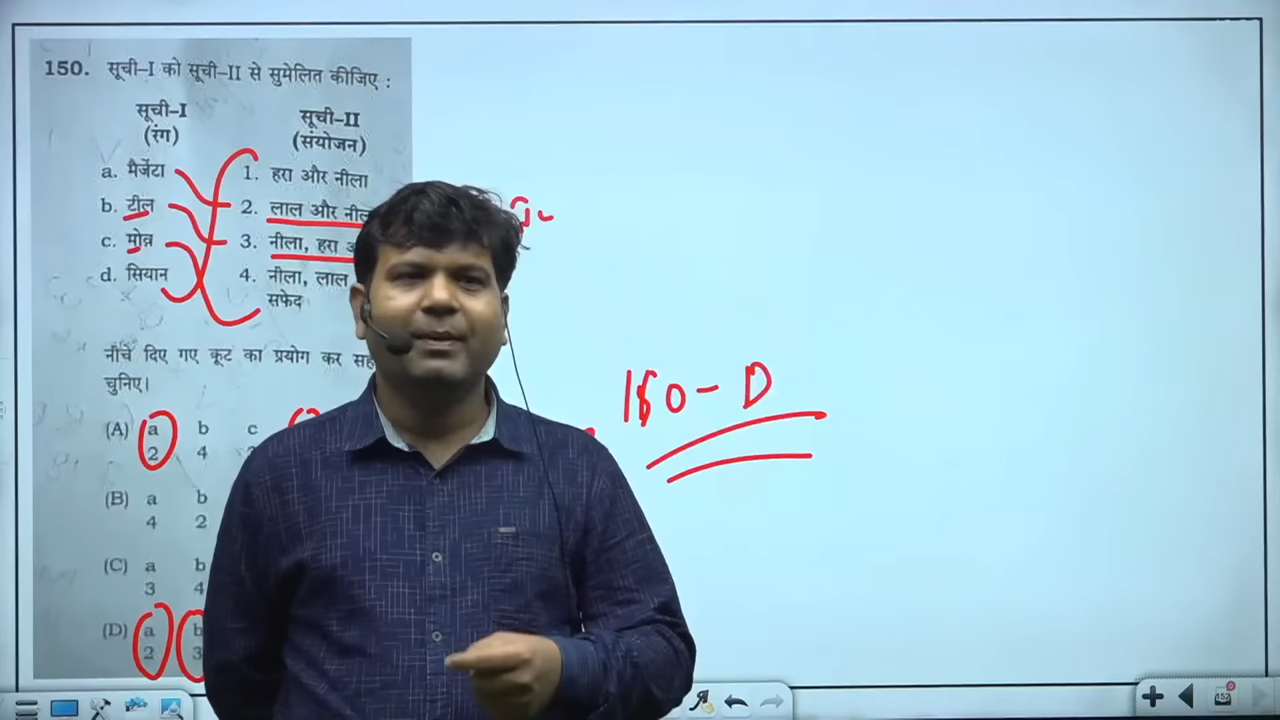 150. सूची-I को सूची-II से सुमेलित कीजिए :
सूची-I सूची-II
(रंग) (संयोजन)
a. मैजेंटा 1. हरा और नीला
b. टील 2. लाल और नीला
c. मोव्र 3. नीला, हरा
d. सियान 4. नीला, लाल
सफेद
नीचे दिए गए कूट का प्रयोग कर
चुनिए।
(A) a b c
2 4
(B) a b
4 2
(C) a b
3 4
(D) a b
2 3
150 - D
152